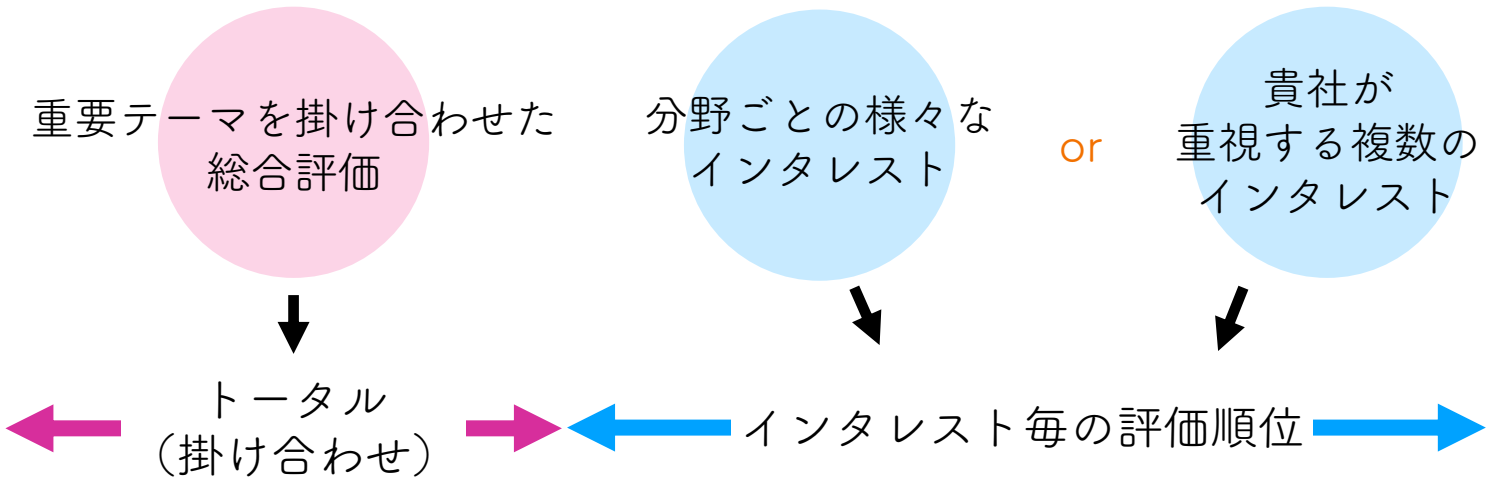 重要テーマを掛け合わせた
総合評価
分野ごとの様々な
インタレスト
or
貴社が
重視する複数の
インタレスト
トータル
（掛け合わせ）
インタレスト毎の評価順位